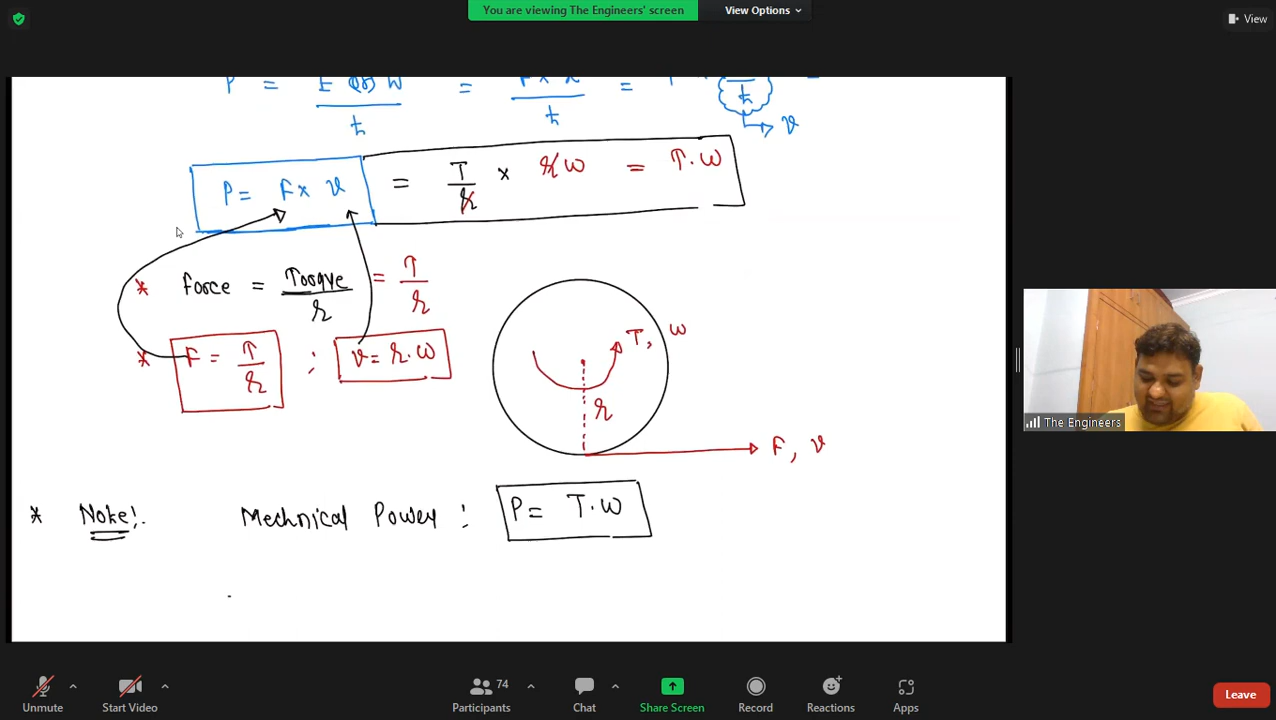 You are viewing The Engineers' screen
View Options
View
P =
=
=
t
t
t
v
P = F x v = T/r x rω = T.ω
* Force = Torque/r = T/r
* F = T/r : v = r.ω
T, ω
r
F, v
* Note:. Mechnical Power : P = T.ω
The Engineers
Unmute
Start Video
74
Participants
Chat
Share Screen
Record
Reactions
Apps
Leave